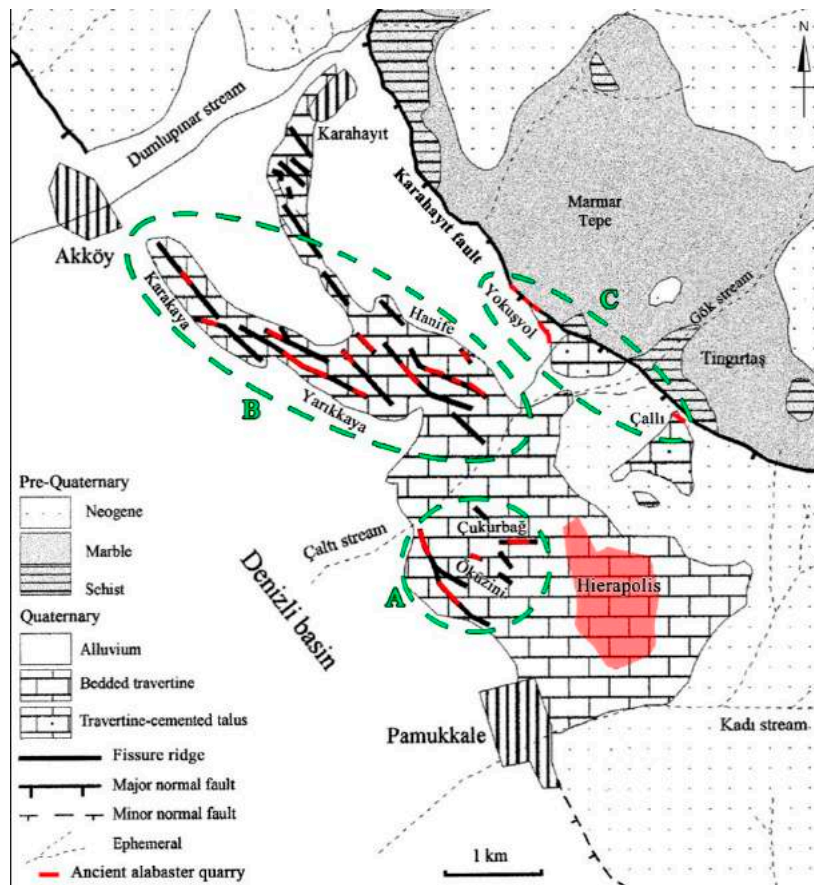 N
Dumlupınar stream
Karahayıt
Akköy
Karahayıt fault
Marmar
Tepe
Karakaya
Hanife
Yokuşyol
C
Gök stream
Tıngırtaş
B
Yarıkkaya
Çallı
Pre-Quaternary
Neogene
Marble
Schist
Quaternary
Alluvium
Bedded travertine
Travertine-cemented talus
Fissure ridge
Major normal fault
Minor normal fault
Ephemeral
Ancient alabaster quarry
Çaltı stream
Çukurbağ
Öküzini
A
Hierapolis
Denizli basin
Pamukkale
Kadı stream
1 km